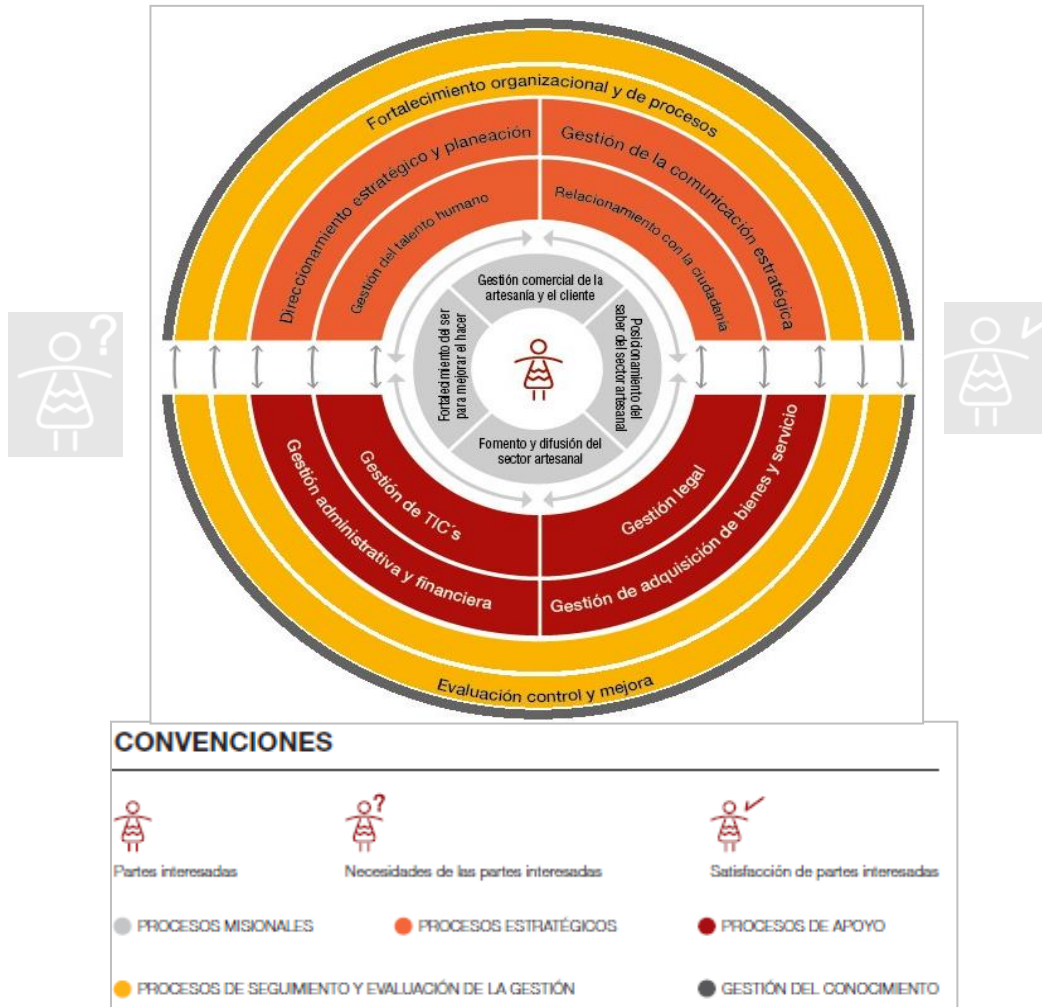 Fortalecimiento organizacional y de procesos
Direccionamiento estratégico y planeación
Gestión de la comunicación estratégica
Gestión del talento humano
Relacionamiento con la ciudadanía
Gestión comercial de la
artesanía y el cliente
Fortalecimiento del ser
para mejorar el hacer
Posicionamiento del
saber del sector artesanal
Fomento y difusión del
sector artesanal
Gestión de TIC´s
Gestión legal
Gestión administrativa y financiera
Gestión de adquisición de bienes y servicio
Evaluación control y mejora
?
CONVENCIONES
?
Partes interesadas
Necesidades de las partes interesadas
Satisfacción de partes interesadas
PROCESOS MISIONALES
PROCESOS ESTRATÉGICOS
PROCESOS DE APOYO
PROCESOS DE SEGUIMIENTO Y EVALUACIÓN DE LA GESTIÓN
GESTIÓN DEL CONOCIMIENTO